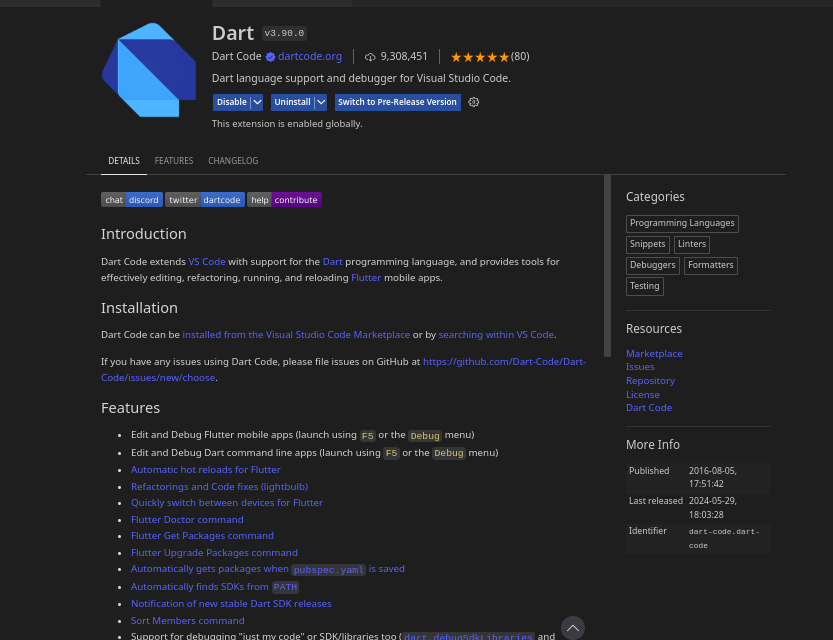 Dart v3.90.0
Dart Code dartcode.org 9,308,451 (80)
Dart language support and debugger for Visual Studio Code.
Disable Uninstall Switch to Pre-Release Version
This extension is enabled globally.
DETAILS FEATURES CHANGELOG
chat discord twitter dartcode help contribute
Introduction
Dart Code extends VS Code with support for the Dart programming language, and provides tools for
effectively editing, refactoring, running, and reloading Flutter mobile apps.
Installation
Dart Code can be installed from the Visual Studio Code Marketplace or by searching within VS Code.
If you have any issues using Dart Code, please file issues on GitHub at https://github.com/Dart-Code/Dart-
Code/issues/new/choose.
Features
• Edit and Debug Flutter mobile apps (launch using F5 or the Debug menu)
• Edit and Debug Dart command line apps (launch using F5 or the Debug menu)
• Automatic hot reloads for Flutter
• Refactorings and Code fixes (lightbulb)
• Quickly switch between devices for Flutter
• Flutter Doctor command
• Flutter Get Packages command
• Flutter Upgrade Packages command
• Automatically gets packages when pubspec.yaml is saved
• Automatically finds SDKs from PATH
• Notification of new stable Dart SDK releases
• Sort Members command
• Support for debugging "just my code" or SDK/libraries too (dart.debugSdkLibraries and
Categories
Programming Languages
Snippets Linters
Debuggers Formatters
Testing
Resources
Marketplace
Issues
Repository
License
Dart Code
More Info
Published 2016-08-05,
17:51:42
Last released 2024-05-29,
18:03:28
Identifier dart-code.dart-
code